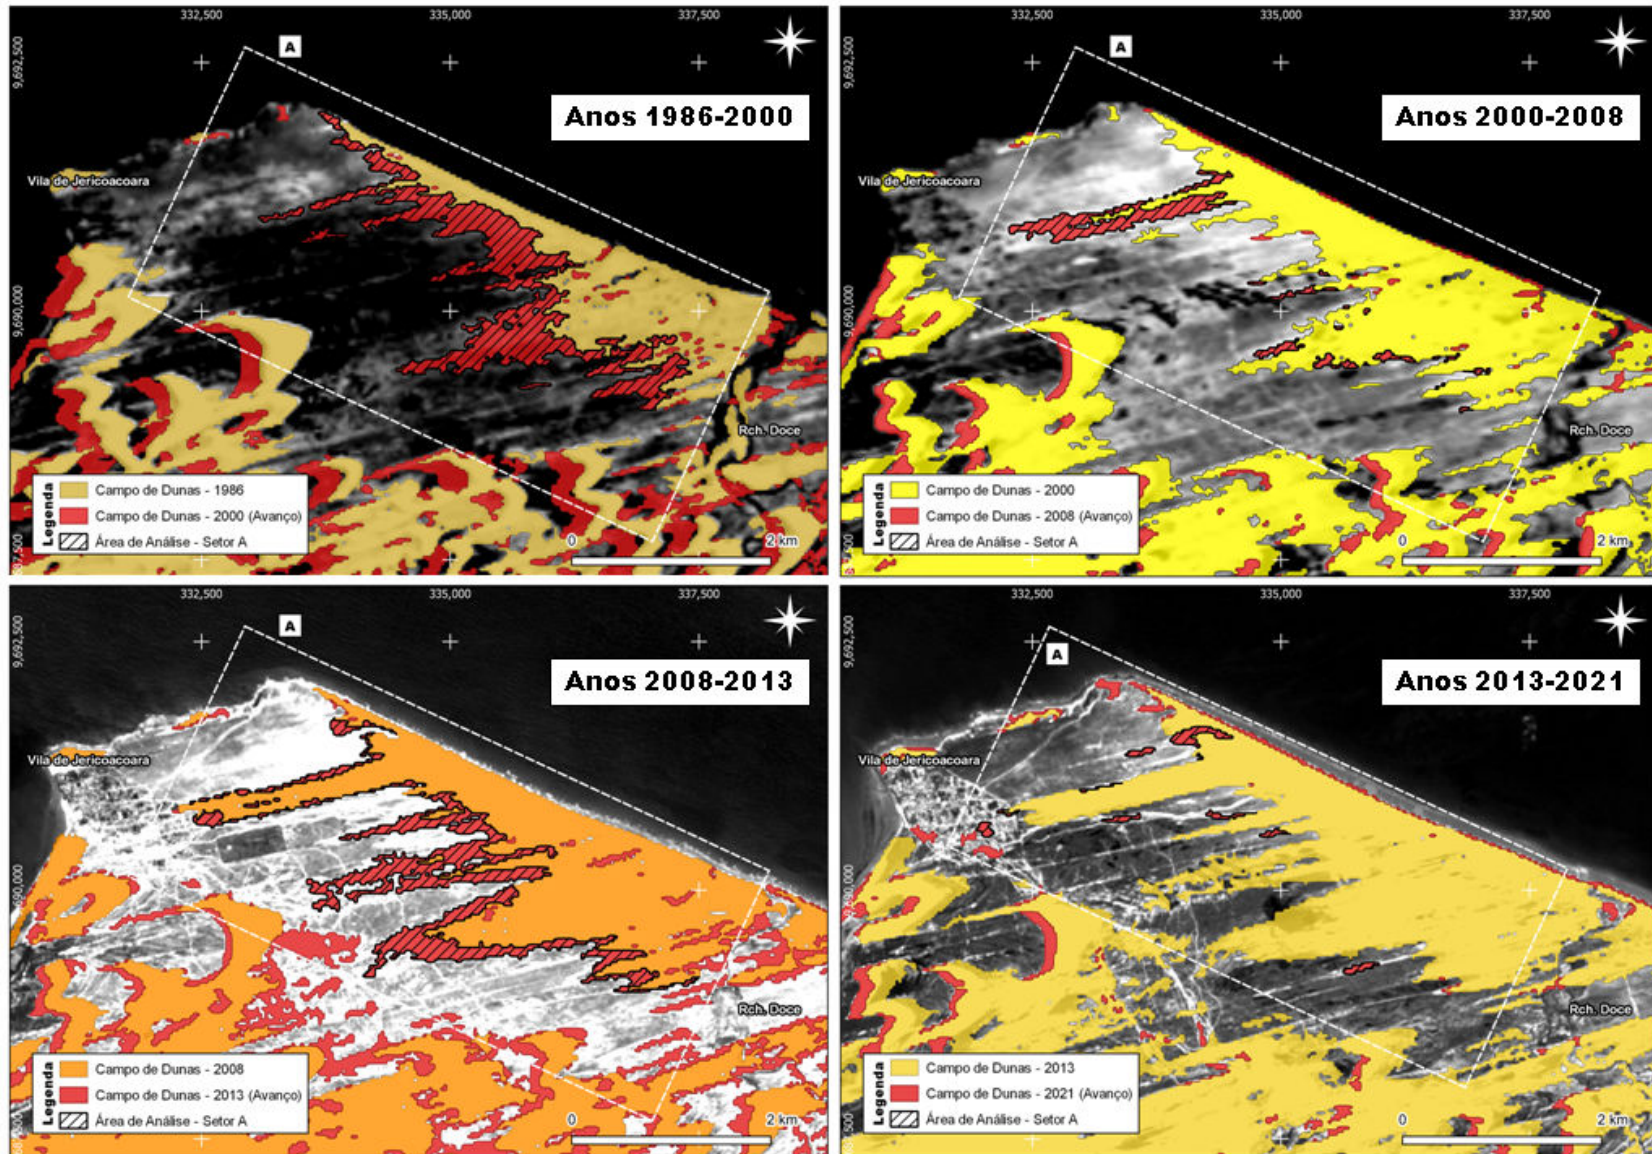 332,500 335,000 337,500
9,692,500
A
Anos 1986-2000
Vila de Jericoacoara
9,690,000
Rch. Doce
Legenda
Campo de Dunas - 1986
Campo de Dunas - 2000 (Avanço)
Área de Análise - Setor A
0 2 km
332,500 335,000 337,500
9,692,500
A
Anos 2000-2008
Vila de Jericoacoara
9,690,000
Rch. Doce
Legenda
Campo de Dunas - 2000
Campo de Dunas - 2008 (Avanço)
Área de Análise - Setor A
0 2 km
332,500 335,000 337,500
9,692,500
A
Anos 2008-2013
Vila de Jericoacoara
9,690,000
Rch. Doce
Legenda
Campo de Dunas - 2008
Campo de Dunas - 2013 (Avanço)
Área de Análise - Setor A
0 2 km
332,500 335,000 337,500
9,692,500
A
Anos 2013-2021
Vila de Jericoacoara
9,690,000
Rch. Doce
Legenda
Campo de Dunas - 2013
Campo de Dunas - 2021 (Avanço)
Área de Análise - Setor A
0 2 km